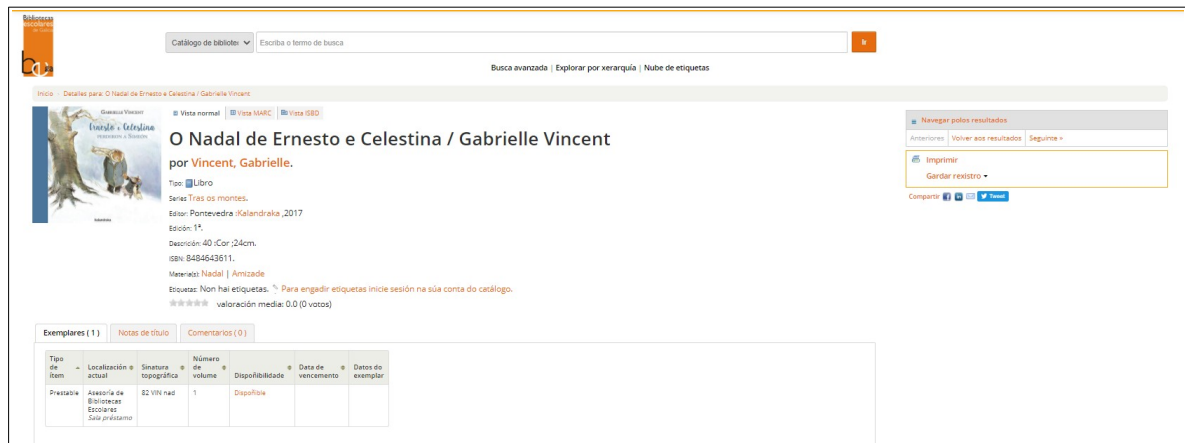 Bibliotecas
escolares
de Galicia
Catálogo de bibliotec
Escriba o termo de busca
Ir
Busca avanzada | Explorar por xerarquía | Nube de etiquetas
Inicio › Detalles para: O Nadal de Ernesto e Celestina / Gabrielle Vincent
Gabrielle Vincent
Ernesto e Celestina
perderon a Simeón
kalandraka
Vista normal Vista MARC Vista ISBD
O Nadal de Ernesto e Celestina / Gabrielle Vincent
por Vincent, Gabrielle.
Tipo: Libro
Series Tras os montes.
Editor: Pontevedra :Kalandraka ,2017
Edición: 1ª.
Descrición: 40 :Cor ;24cm.
ISBN: 8484643611.
Materia(s): Nadal | Amizade
Etiquetas: Non hai etiquetas. Para engadir etiquetas inicie sesión na súa conta do catálogo.
valoración media: 0.0 (0 votos)
Navegar polos resultados
Anteriores Volver aos resultados Seguinte »
Imprimir
Gardar rexistro
Compartir Tweet
Exemplares ( 1 ) Notas de título Comentarios ( 0 )
Tipo de ítem Localización actual Sinatura topográfica Número de volume Dispoñibilidade Data de vencemento Datos do exemplar
Prestable Asesoría de Bibliotecas Escolares Sala préstamo 82 VIN nad 1 Dispoñible